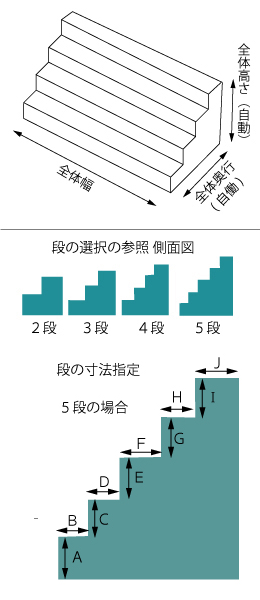 全体高さ（自動）
全体幅
全体奥行
（自働）
段の選択の参照 側面図
２段 ３段 ４段 ５段
段の寸法指定
５段の場合
J
H
I
F
G
D
E
B
C
A